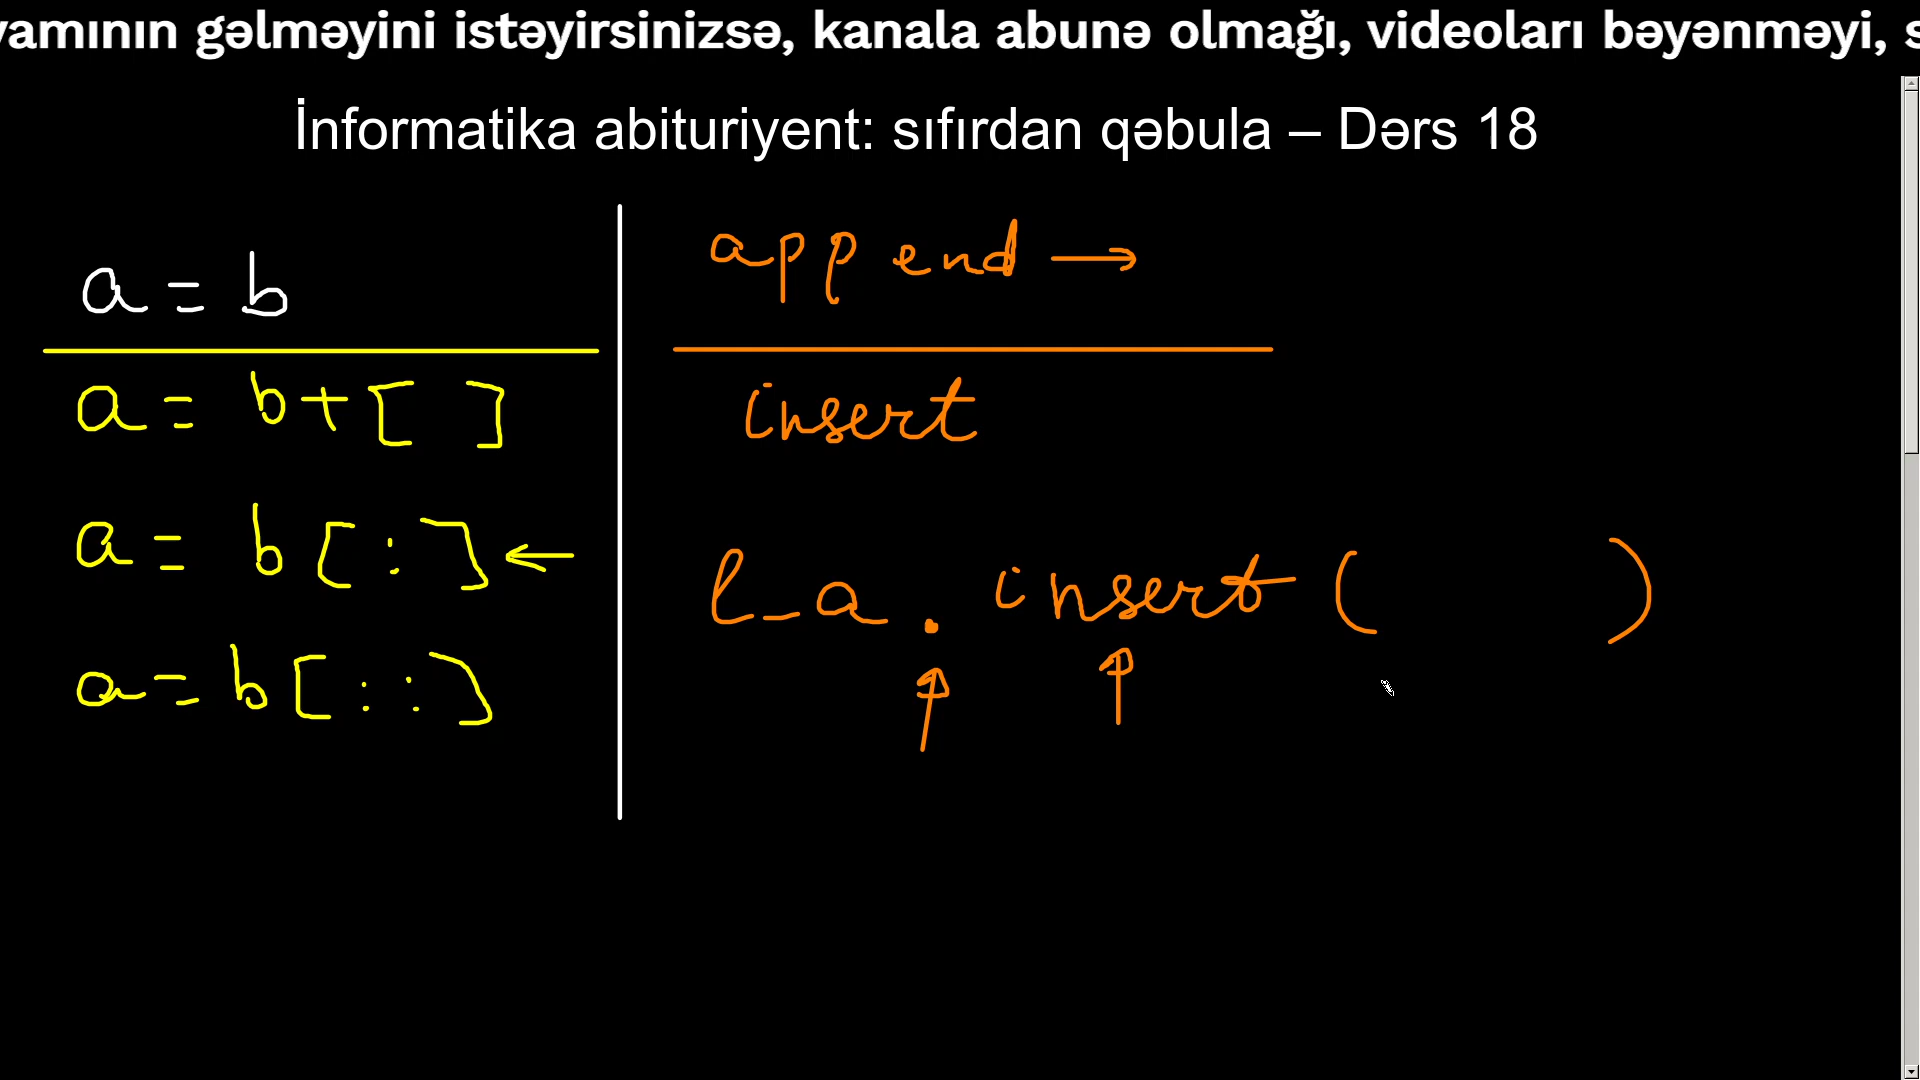 yamının gəlməyini istəyirsinizsə, kanala abunə olmağı, videoları bəyənməyi, s
İnformatika abituriyent: sıfırdan qəbula – Dərs 18
a = b
a = b + [ ]
a = b [ : ] ←
a = b [ : : ]
append →
insert
l_a . insert ( )